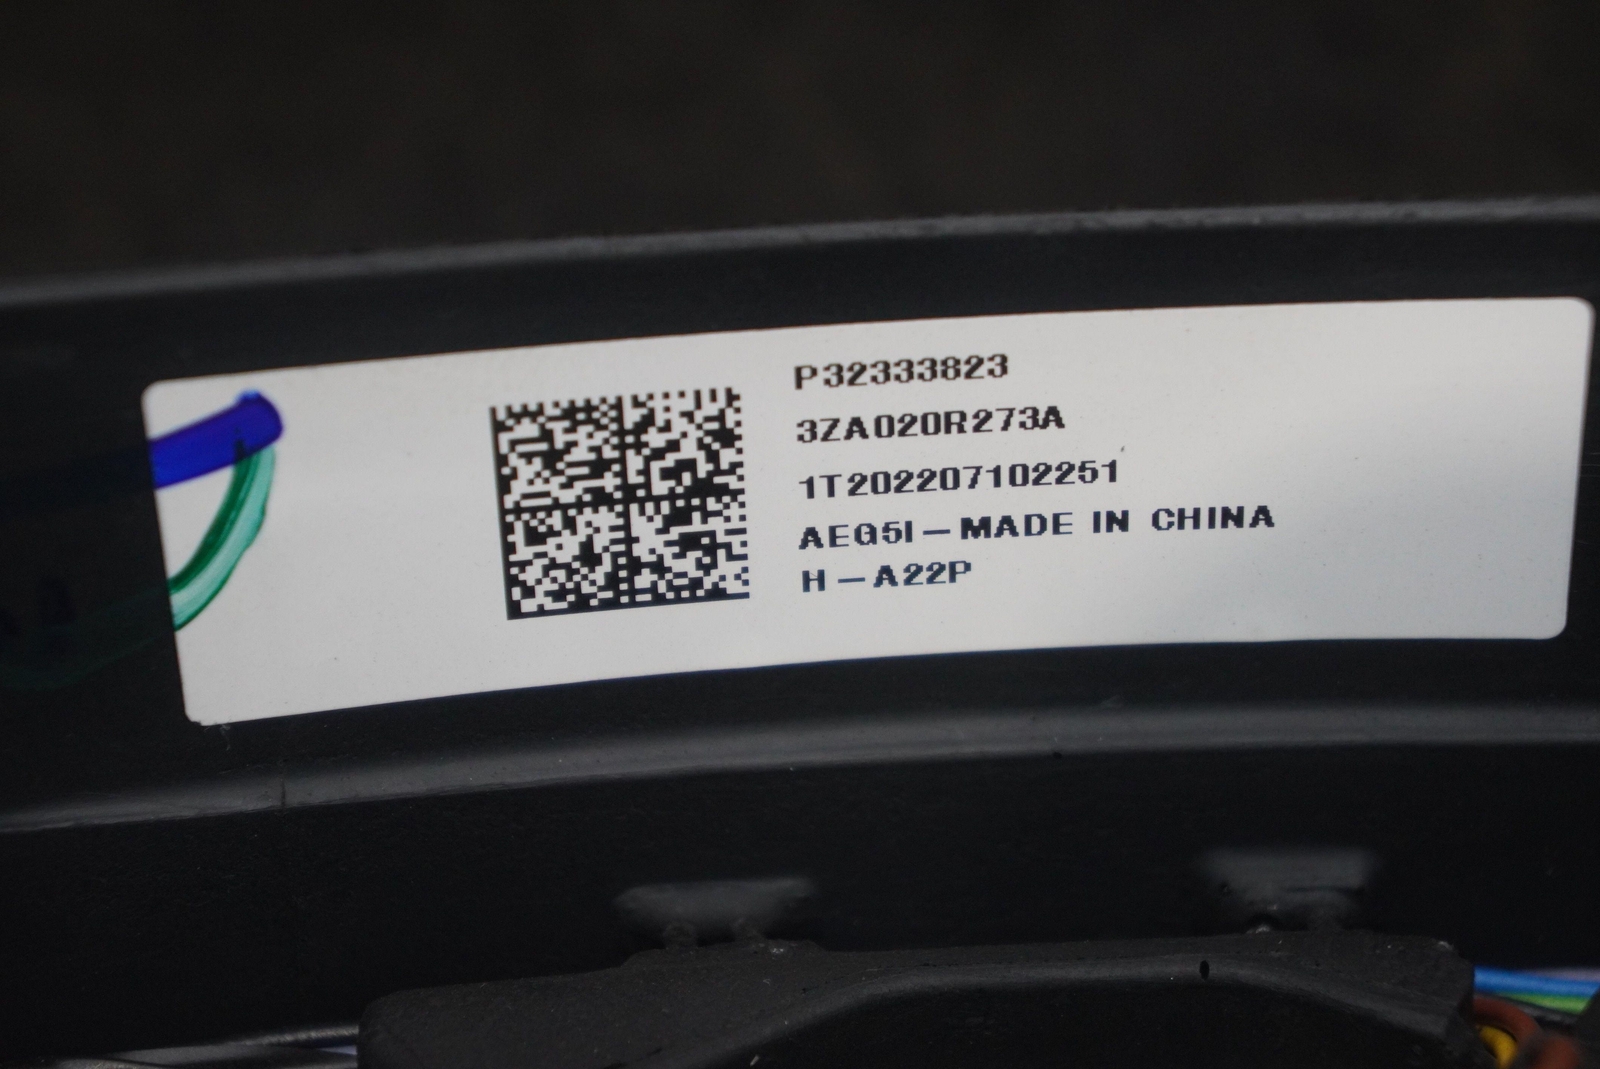 P32333823
3ZA020R273A
1T202207102251
AEQ5I-MADE IN CHINA
H-A22P